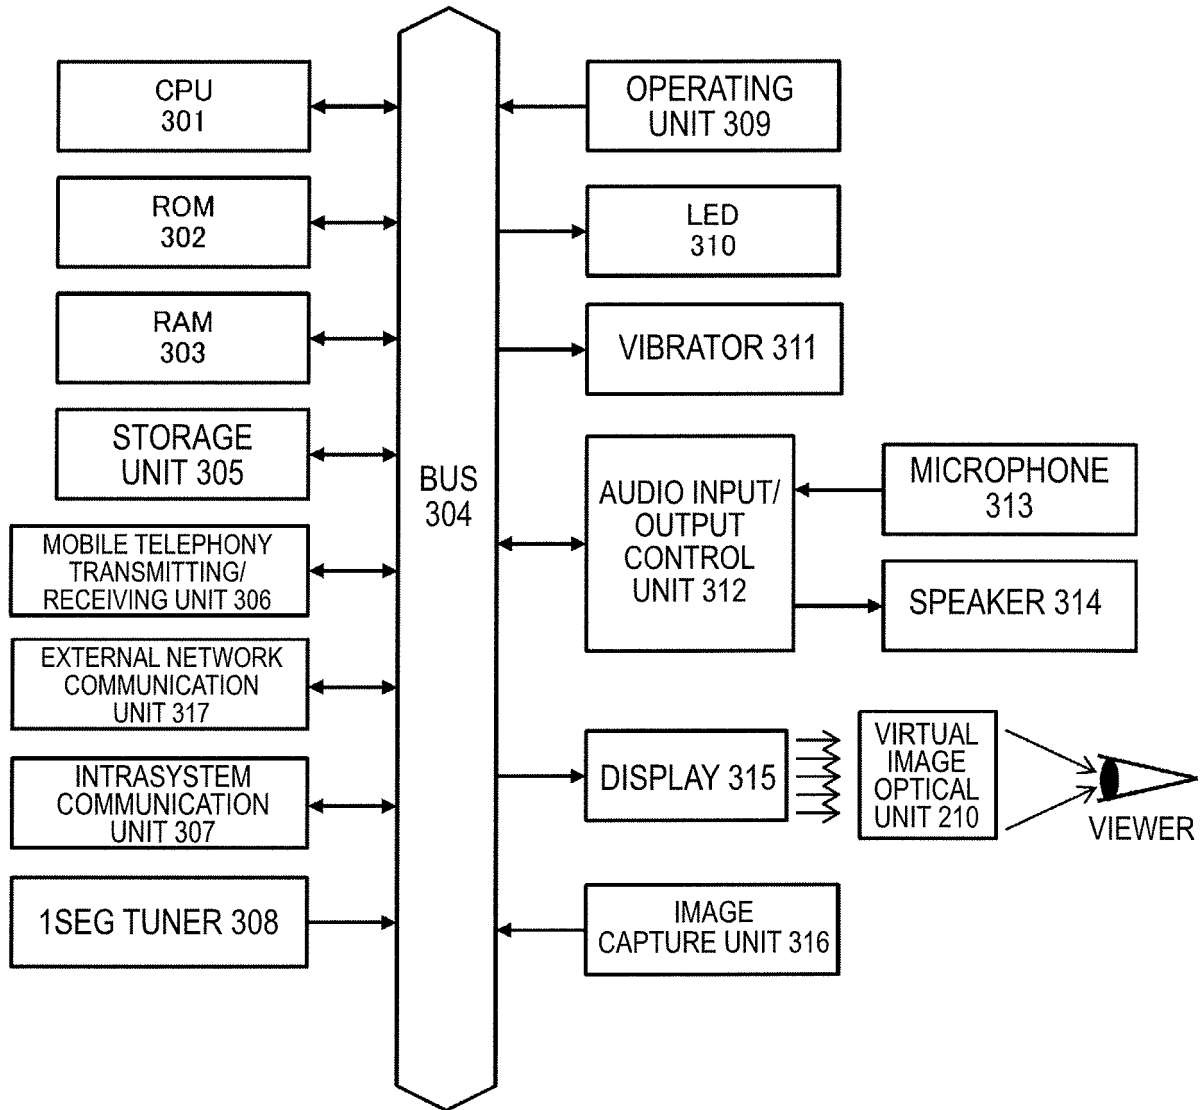 CPU
301
ROM
302
RAM
303
STORAGE
UNIT 305
MOBILE TELEPHONY
TRANSMITTING/
RECEIVING UNIT 306
EXTERNAL NETWORK
COMMUNICATION
UNIT 317
INTRASYSTEM
COMMUNICATION
UNIT 307
1SEG TUNER 308
BUS
304
OPERATING
UNIT 309
LED
310
VIBRATOR 311
AUDIO INPUT/
OUTPUT
CONTROL
UNIT 312
MICROPHONE
313
SPEAKER 314
DISPLAY 315
VIRTUAL
IMAGE
OPTICAL
UNIT 210
VIEWER
IMAGE
CAPTURE UNIT 316